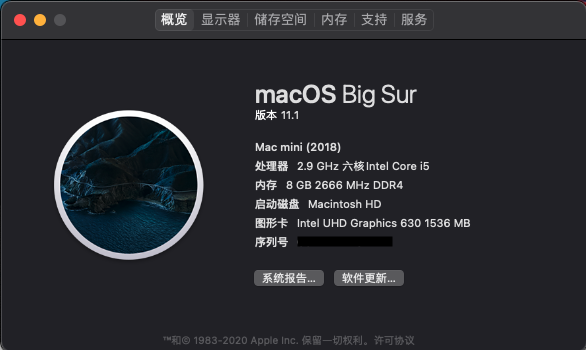 概览 显示器 储存空间 内存 支持 服务
macOS Big Sur
版本 11.1
Mac mini (2018)
处理器 2.9 GHz 六核Intel Core i5
内存 8 GB 2666 MHz DDR4
启动磁盘 Macintosh HD
图形卡 Intel UHD Graphics 630 1536 MB
序列号
系统报告... 软件更新...
™和© 1983-2020 Apple Inc. 保留一切权利。许可协议